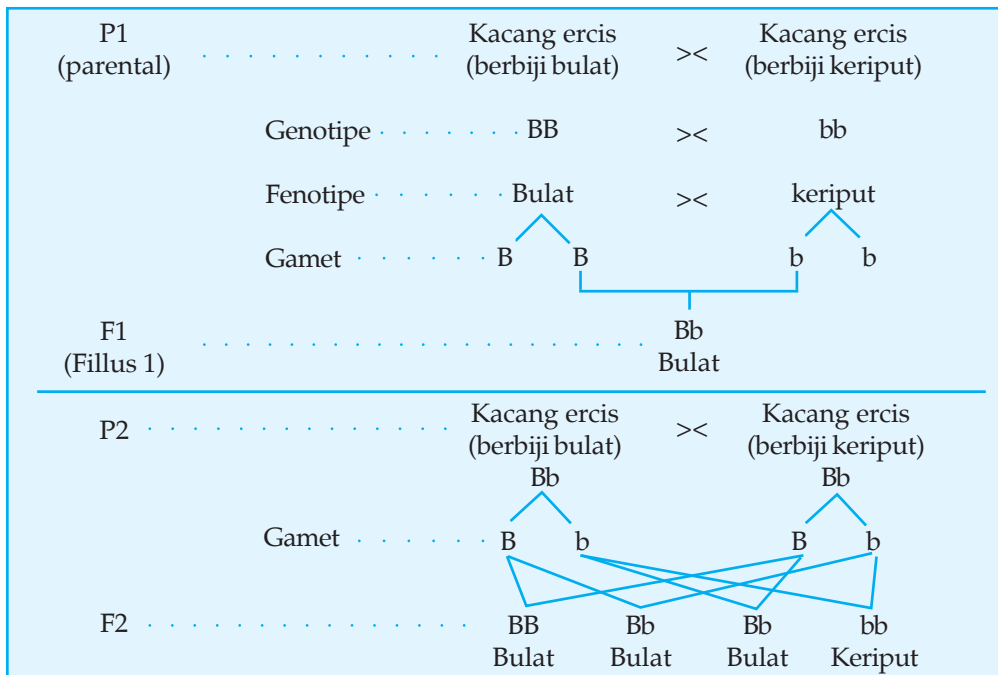 P1 Kacang ercis >< Kacang ercis
(parental) (berbiji bulat) (berbiji keriput)
Genotipe BB >< bb
Fenotipe Bulat >< keriput
Gamet B B b b
F1 Bb
(Fillus 1) Bulat
P2 Kacang ercis >< Kacang ercis
(berbiji bulat) (berbiji keriput)
Bb Bb
Gamet B b B b
F2 BB Bb Bb bb
Bulat Bulat Bulat Keriput